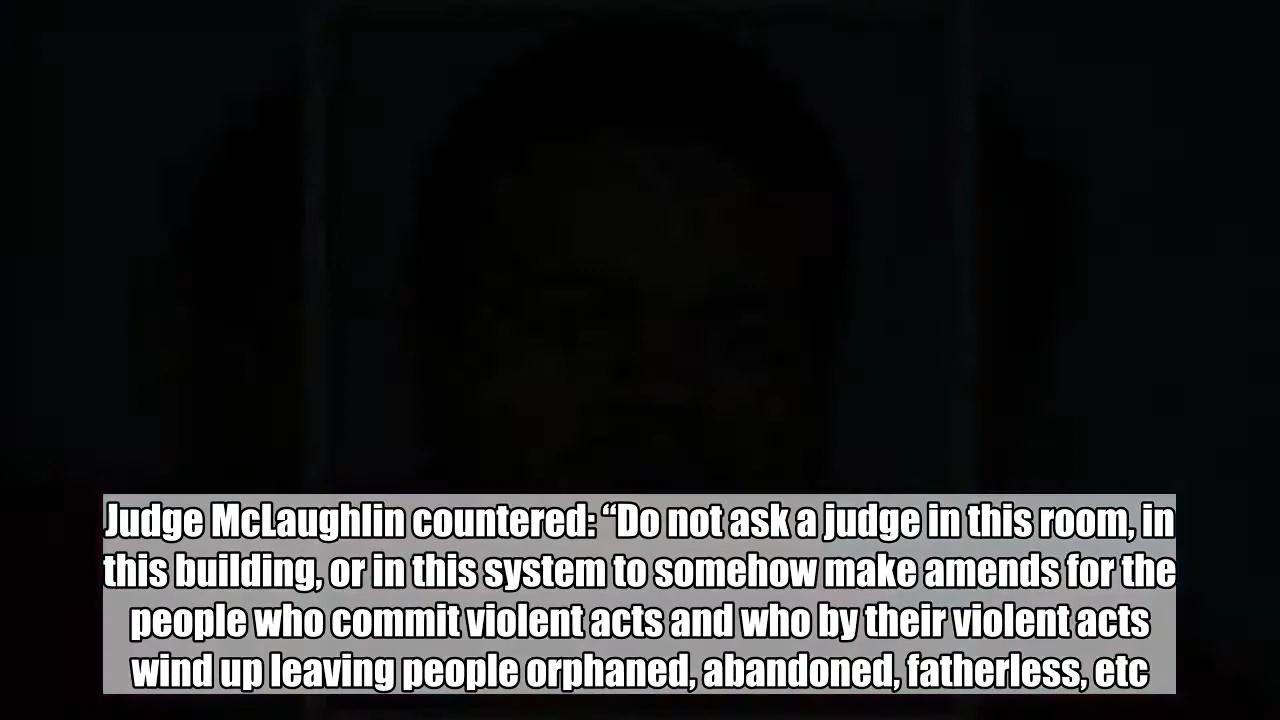 Judge McLaughlin countered: “Do not ask a judge in this room, in
this building, or in this system to somehow make amends for the
people who commit violent acts and who by their violent acts
wind up leaving people orphaned, abandoned, fatherless, etc